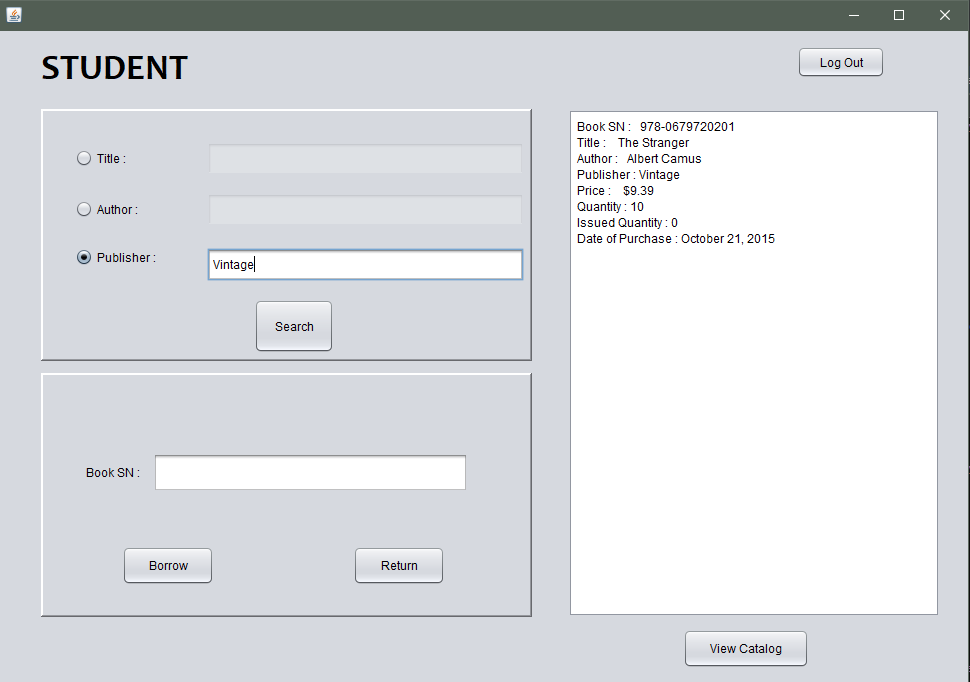 STUDENT
Log Out
Title :
Author :
Publisher :
Vintage
Search
Book SN :
Borrow
Return
Book SN : 978-0679720201
Title : The Stranger
Author : Albert Camus
Publisher : Vintage
Price : $9.39
Quantity : 10
Issued Quantity : 0
Date of Purchase : October 21, 2015
View Catalog